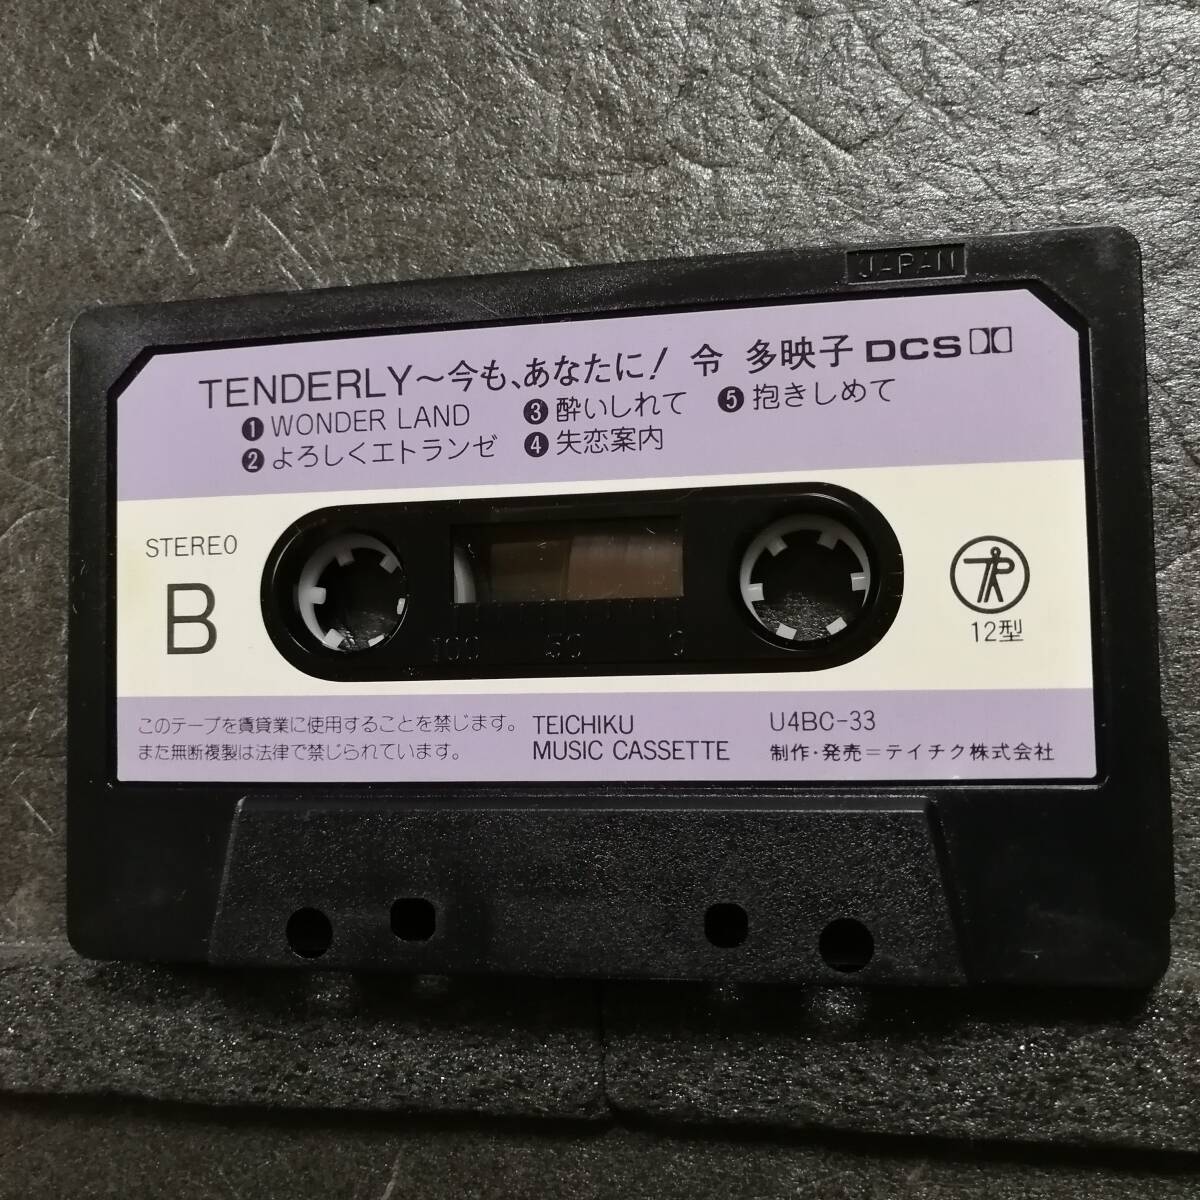 JAPAN
TENDERLY～今も、あなたに! 令 多映子 DCS
❶ WONDER LAND
❷ よろしくエトランゼ
❸ 酔いしれて
❹ 失恋案内
❺ 抱きしめて
STEREO
B
100 50 0
12型
このテープを賃貸業に使用することを禁じます。
また無断複製は法律で禁じられています。
TEICHIKU
MUSIC CASSETTE
U4BC-33
制作・発売=テイチク株式会社